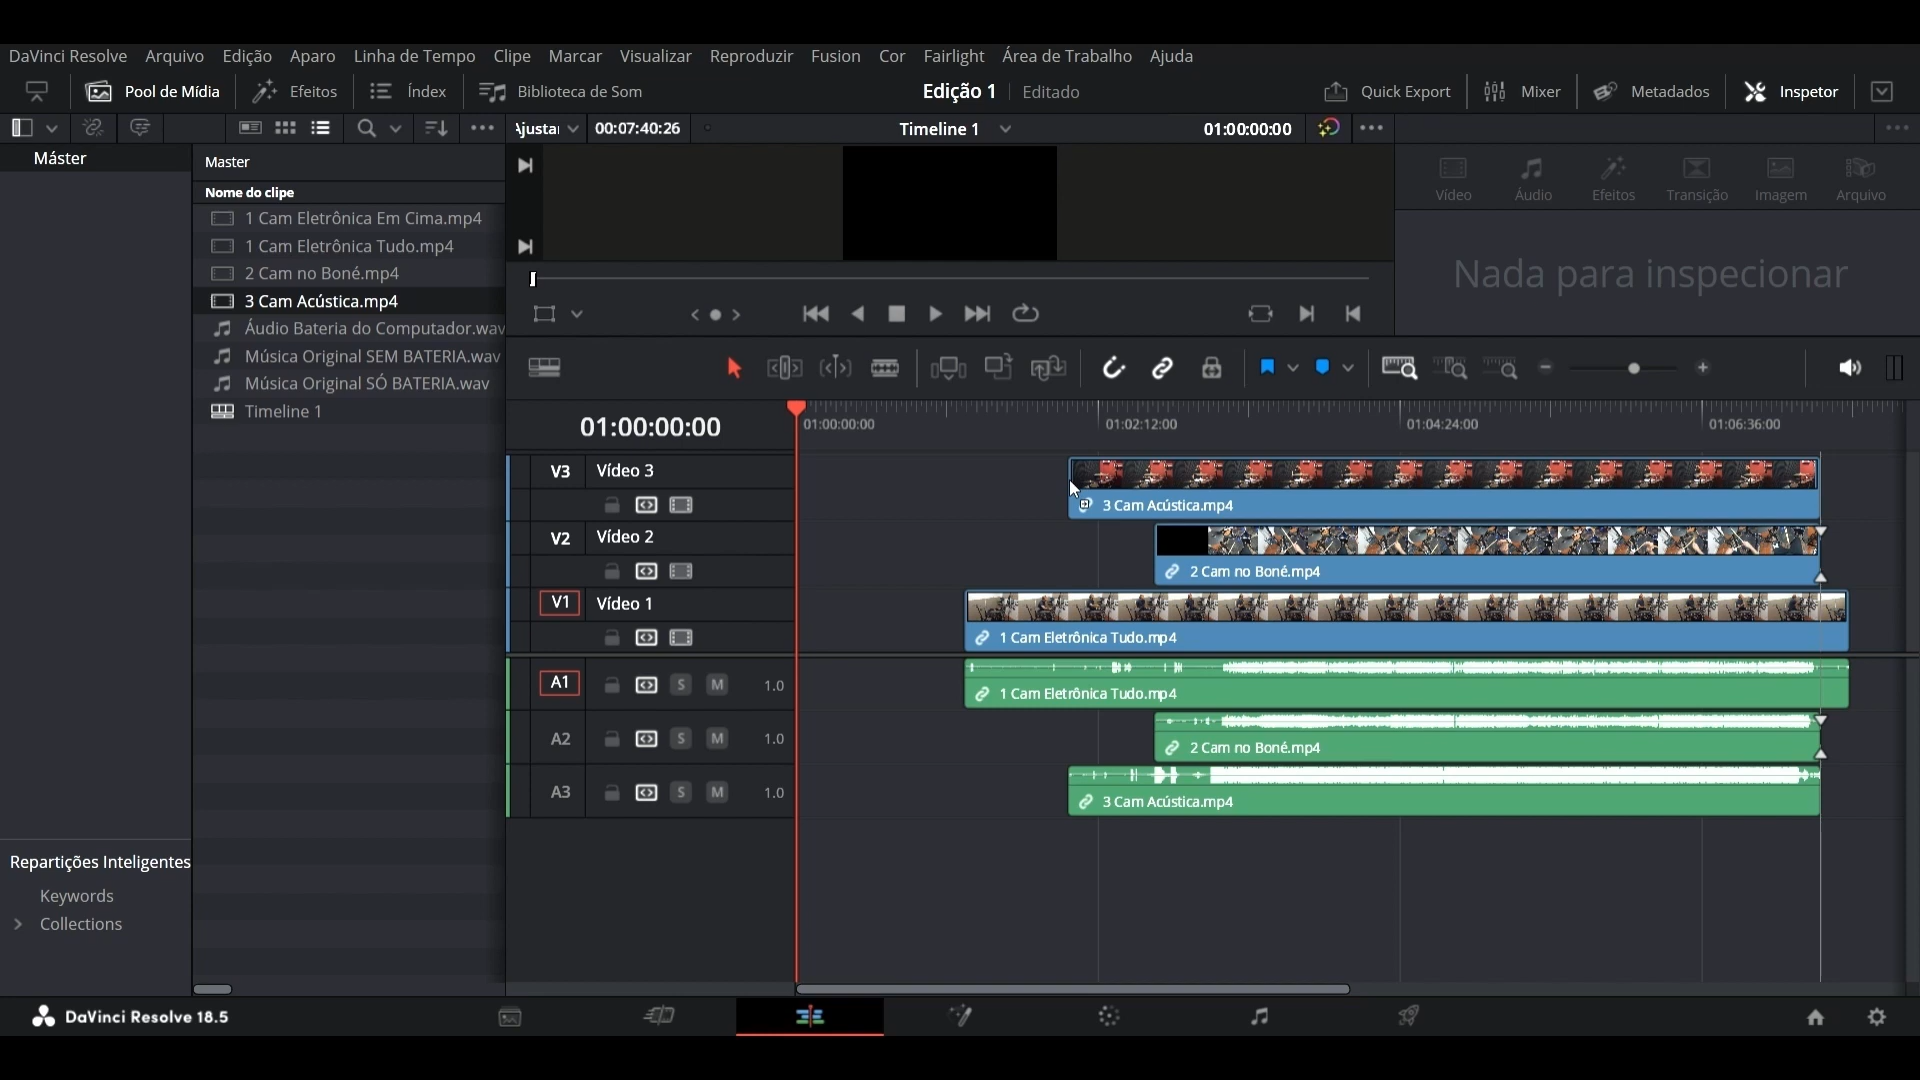 DaVinci Resolve Arquivo Edição Aparo Linha de Tempo Clipe Marcar Visualizar Reproduzir Fusion Cor Fairlight Área de Trabalho Ajuda
Pool de Mídia Efeitos Índex Biblioteca de Som Edição 1 Editado Quick Export Mixer Metadados Inspetor
Ajustar 00:07:40:26 Timeline 1 01:00:00:00
Máster
Master
Nome do clipe
1 Cam Eletrônica Em Cima.mp4
1 Cam Eletrônica Tudo.mp4
2 Cam no Boné.mp4
3 Cam Acústica.mp4
Áudio Bateria do Computador.wav
Música Original SEM BATERIA.wav
Música Original SÓ BATERIA.wav
Timeline 1
Vídeo Áudio Efeitos Transição Imagem Arquivo
Nada para inspecionar
01:00:00:00
01:00:00:00 01:02:12:00 01:04:24:00 01:06:36:00
V3 Vídeo 3
3 Cam Acústica.mp4
V2 Vídeo 2
2 Cam no Boné.mp4
V1 Vídeo 1
1 Cam Eletrônica Tudo.mp4
A1 S M 1.0
1 Cam Eletrônica Tudo.mp4
A2 S M 1.0
2 Cam no Boné.mp4
A3 S M 1.0
3 Cam Acústica.mp4
Repartições Inteligentes
Keywords
Collections
DaVinci Resolve 18.5